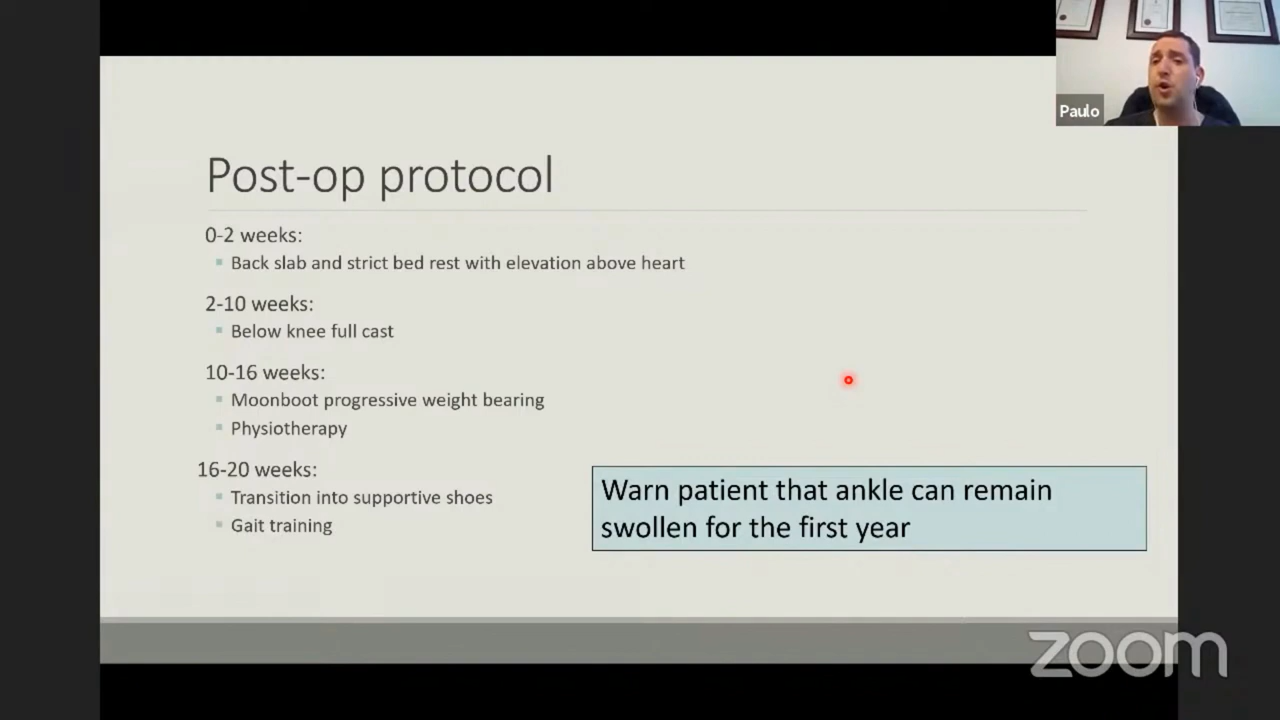 Paulo
Post-op protocol
0-2 weeks:
Back slab and strict bed rest with elevation above heart
2-10 weeks:
Below knee full cast
10-16 weeks:
Moonboot progressive weight bearing
Physiotherapy
16-20 weeks:
Transition into supportive shoes
Gait training
Warn patient that ankle can remain
swollen for the first year
zoom